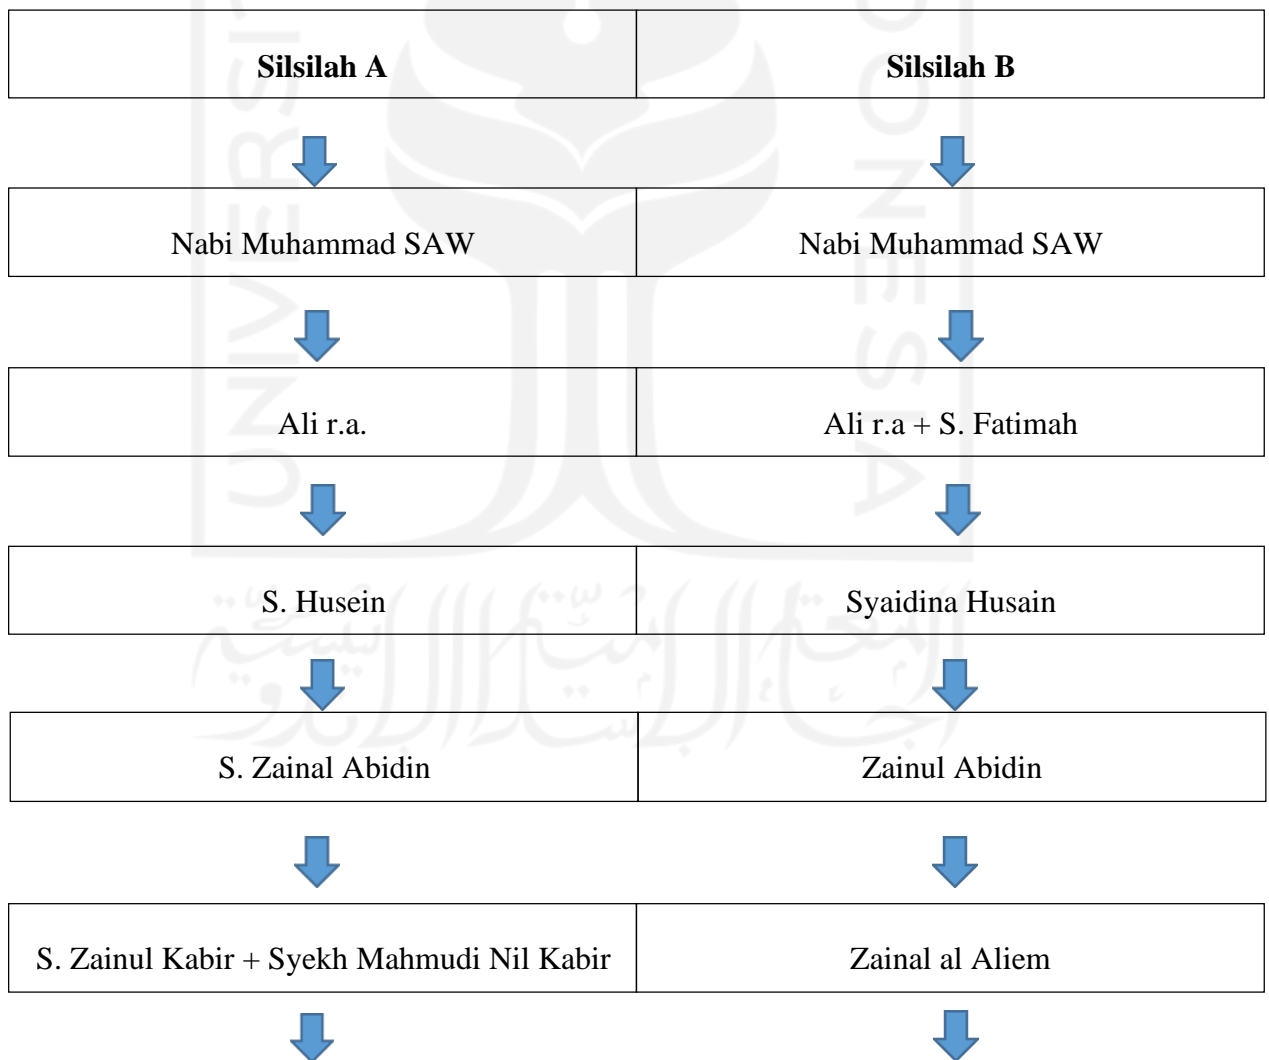 Silsilah A
Silsilah B
Nabi Muhammad SAW
Nabi Muhammad SAW
Ali r.a.
Ali r.a + S. Fatimah
S. Husein
Syaidina Husain
S. Zainal Abidin
Zainul Abidin
S. Zainul Kabir + Syekh Mahmudi Nil Kabir
Zainal al Aliem